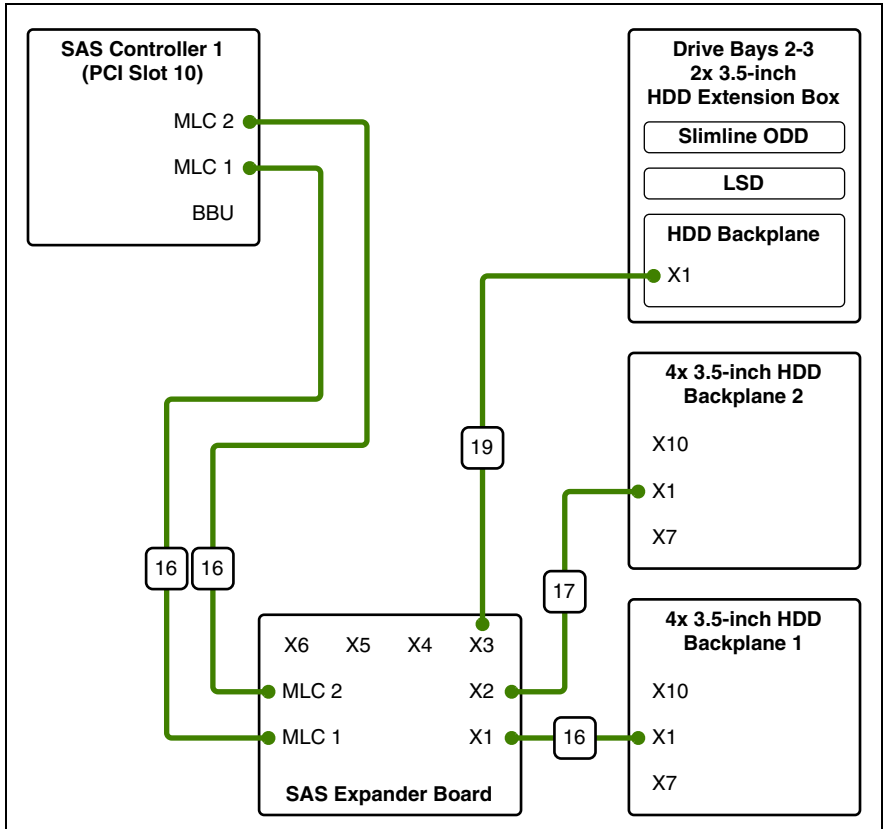 SAS Controller 1
(PCI Slot 10)
MLC 2
MLC 1
BBU
Drive Bays 2-3
2x 3.5-inch
HDD Extension Box
Slimline ODD
LSD
HDD Backplane
X1
4x 3.5-inch HDD
Backplane 2
X10
X1
X7
19
16
16
17
4x 3.5-inch HDD
Backplane 1
X10
X1
X7
16
X6 X5 X4 X3
MLC 2 X2
MLC 1 X1
SAS Expander Board